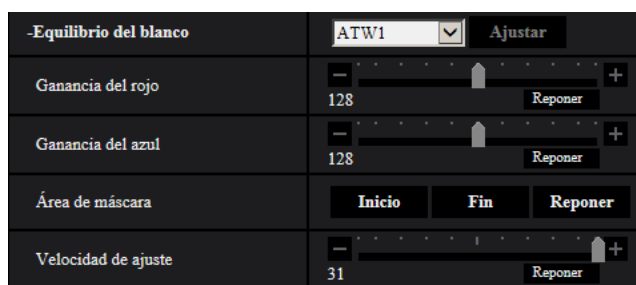 -Equilibrio del blanco ATW1 Ajustar
Ganancia del rojo - +
128 Reponer
Ganancia del azul - +
128 Reponer
Área de máscara Inicio Fin Reponer
Velocidad de ajuste - +
31 Reponer